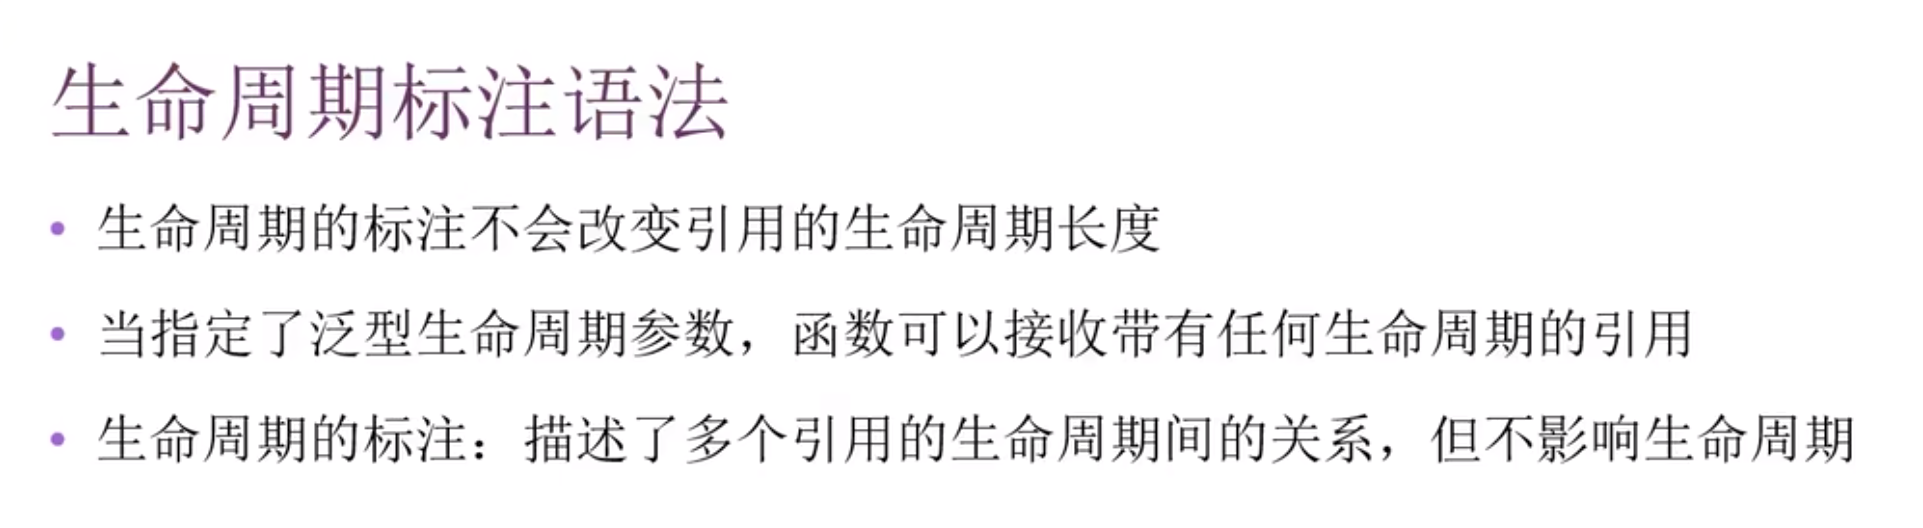 生命周期标注语法
• 生命周期的标注不会改变引用的生命周期长度
• 当指定了泛型生命周期参数，函数可以接收带有任何生命周期的引用
• 生命周期的标注：描述了多个引用的生命周期间的关系，但不影响生命周期